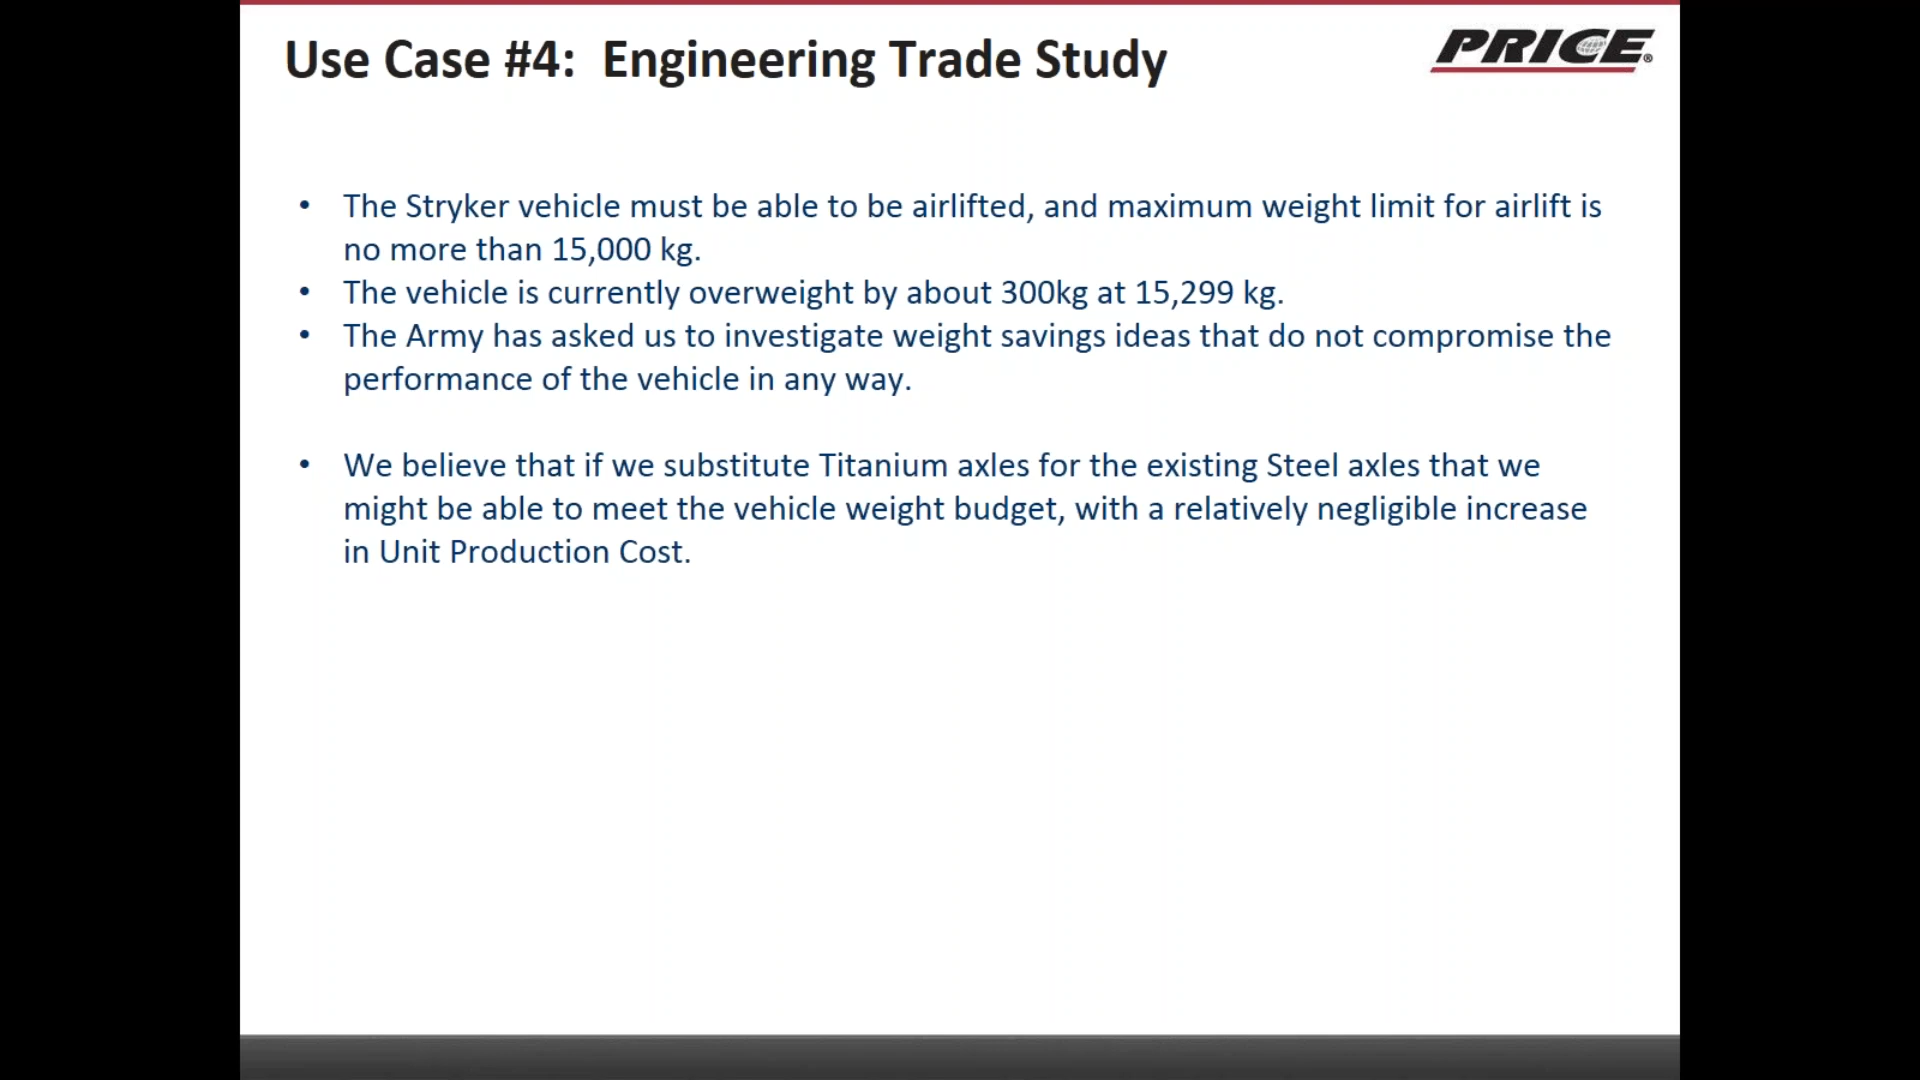 Use Case #4:  Engineering Trade Study
PRICE®
• The Stryker vehicle must be able to be airlifted, and maximum weight limit for airlift is
no more than 15,000 kg.
• The vehicle is currently overweight by about 300kg at 15,299 kg.
• The Army has asked us to investigate weight savings ideas that do not compromise the
performance of the vehicle in any way.
• We believe that if we substitute Titanium axles for the existing Steel axles that we
might be able to meet the vehicle weight budget, with a relatively negligible increase
in Unit Production Cost.